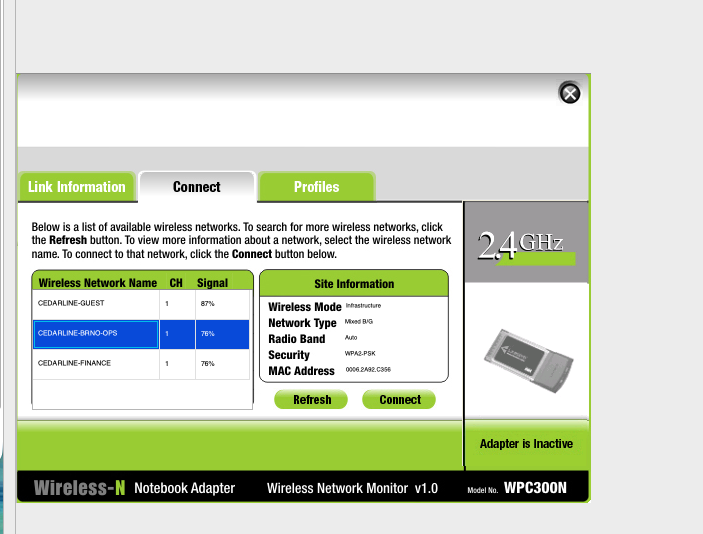 Link Information
Connect
Profiles
Below is a list of available wireless networks. To search for more wireless networks, click
the Refresh button. To view more information about a network, select the wireless network
name. To connect to that network, click the Connect button below.
2.4GHz
Wireless Network Name CH Signal
CEDARLINE-GUEST 1 87%
CEDARLINE-BRNO-OPS 1 76%
CEDARLINE-FINANCE 1 76%
Site Information
Wireless Mode Infrastructure
Network Type Mixed B/G
Radio Band Auto
Security WPA2-PSK
MAC Address 0006.2A92.C356
Refresh
Connect
Adapter is Inactive
Wireless-N Notebook Adapter Wireless Network Monitor v1.0 Model No. WPC300N